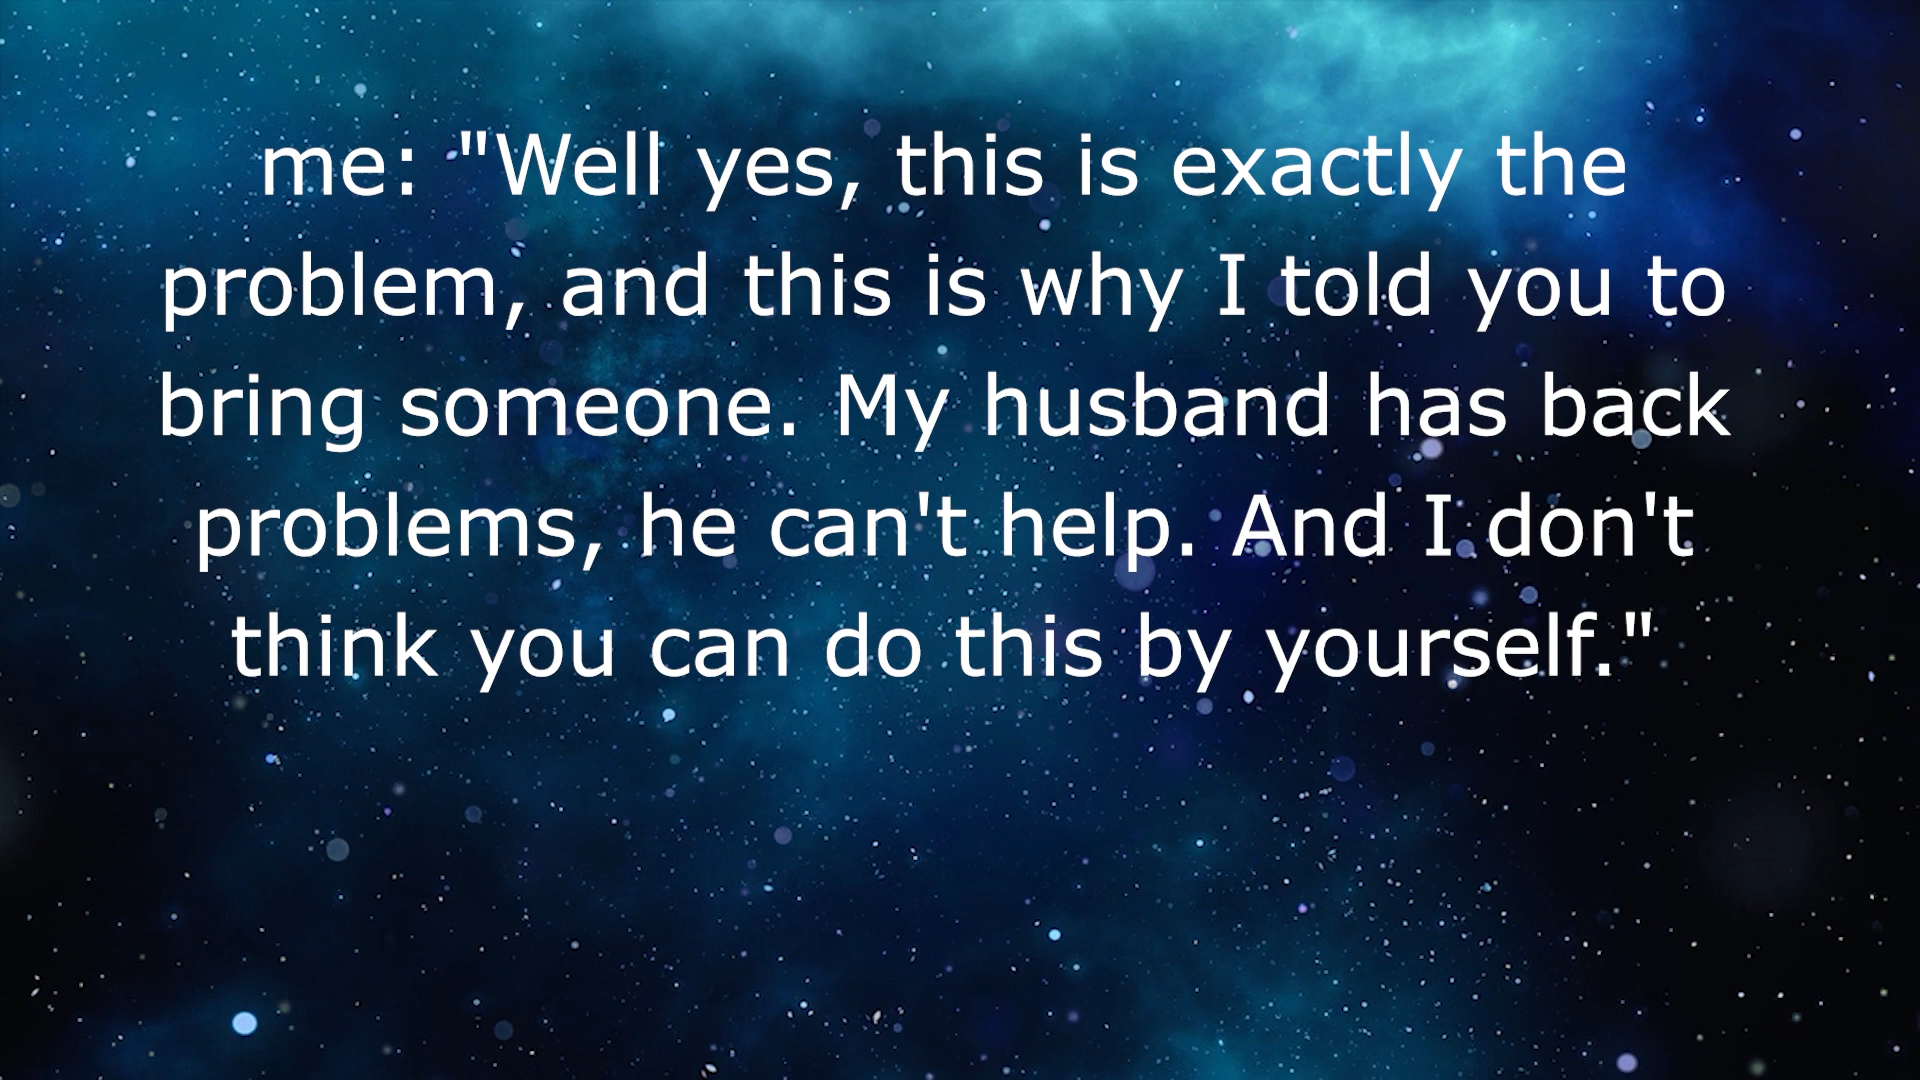 me: "Well yes, this is exactly the
problem, and this is why I told you to
bring someone. My husband has back
problems, he can't help. And I don't
think you can do this by yourself."